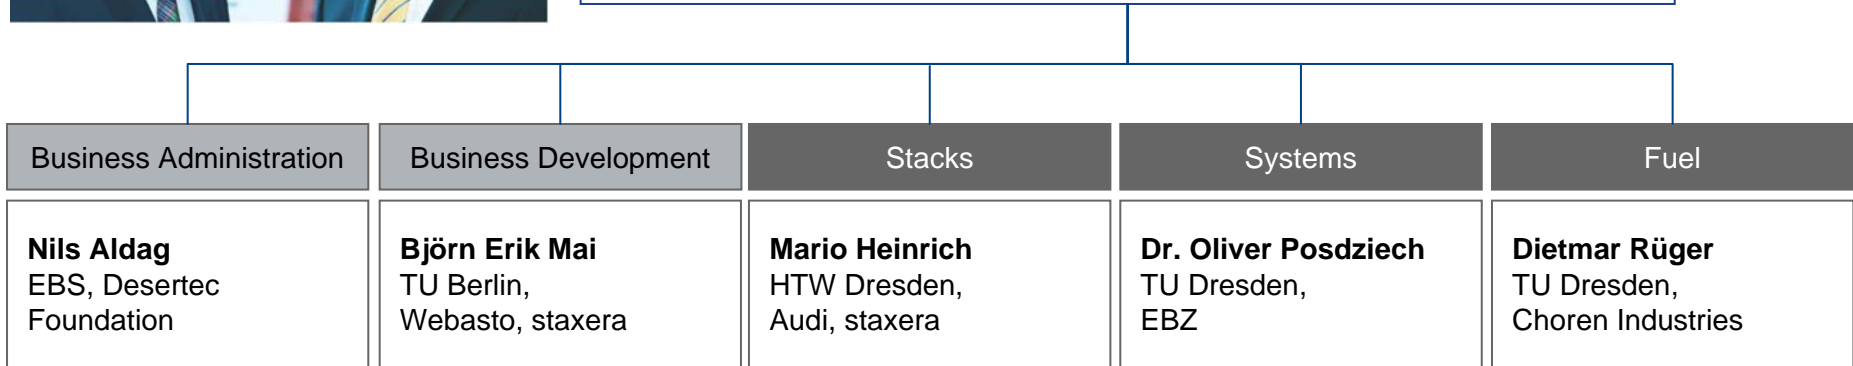 Business Administration
Business Development
Stacks
Systems
Fuel
Nils Aldag
EBS, Desertec
Foundation
Björn Erik Mai
TU Berlin,
Webasto, staxera
Mario Heinrich
HTW Dresden,
Audi, staxera
Dr. Oliver Posdziech
TU Dresden,
EBZ
Dietmar Rüger
TU Dresden,
Choren Industries